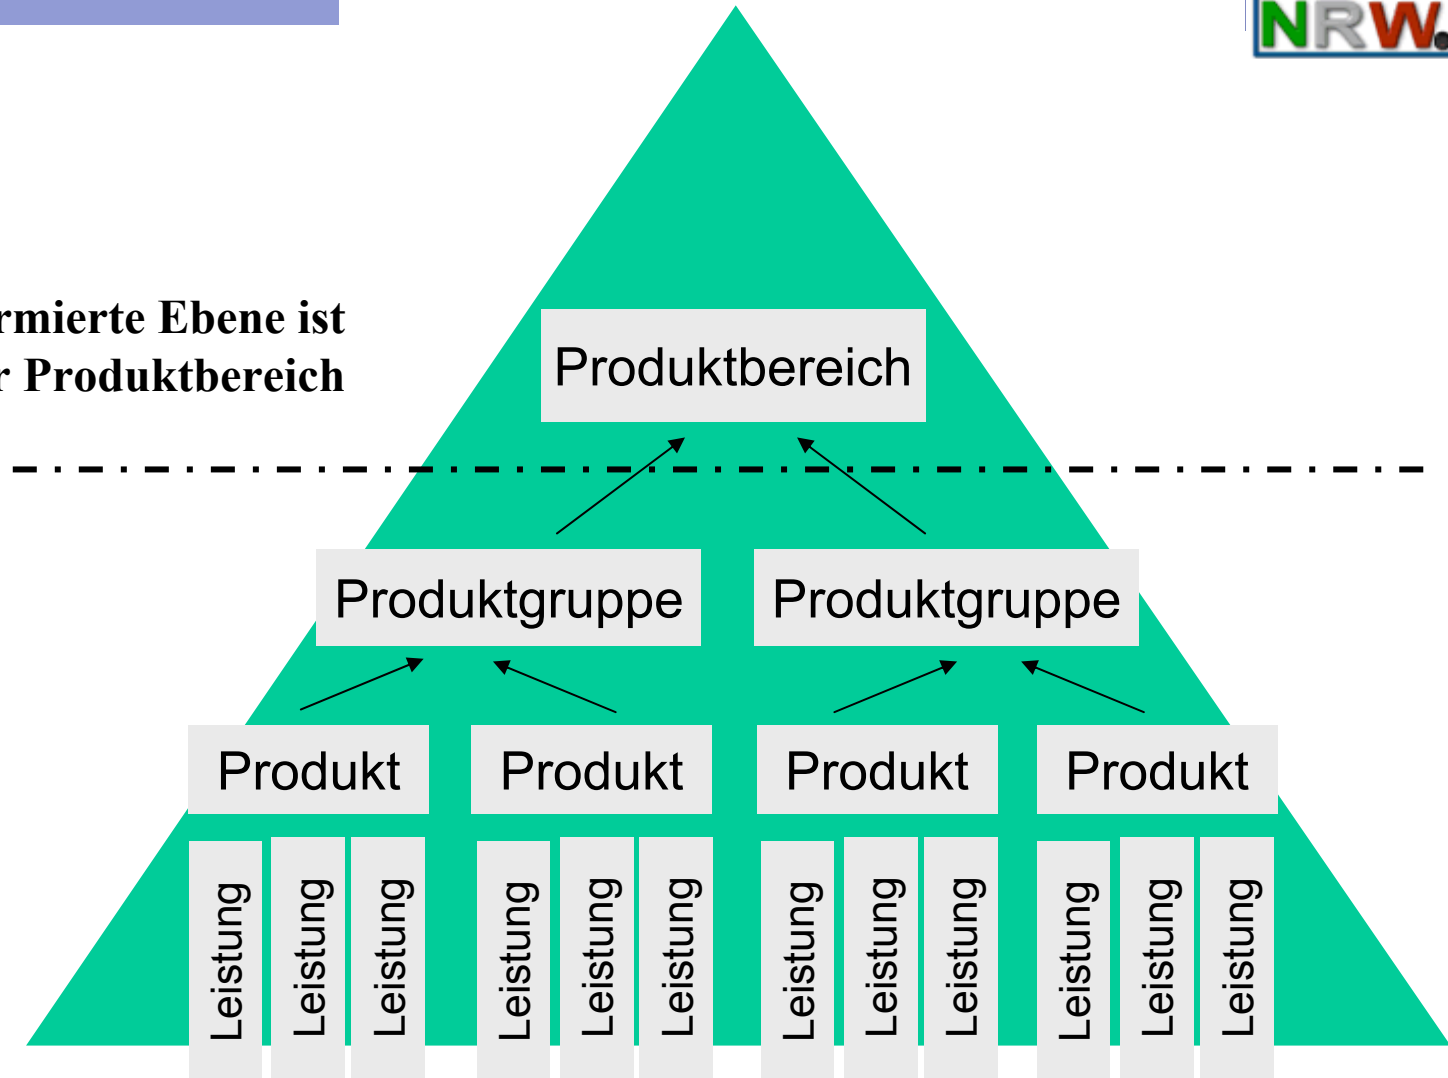 NRW.
rmierte Ebene ist
r Produktbereich
Produktbereich
Produktgruppe Produktgruppe
Produkt Produkt Produkt Produkt
Leistung Leistung Leistung Leistung Leistung Leistung Leistung Leistung Leistung Leistung Leistung Leistung